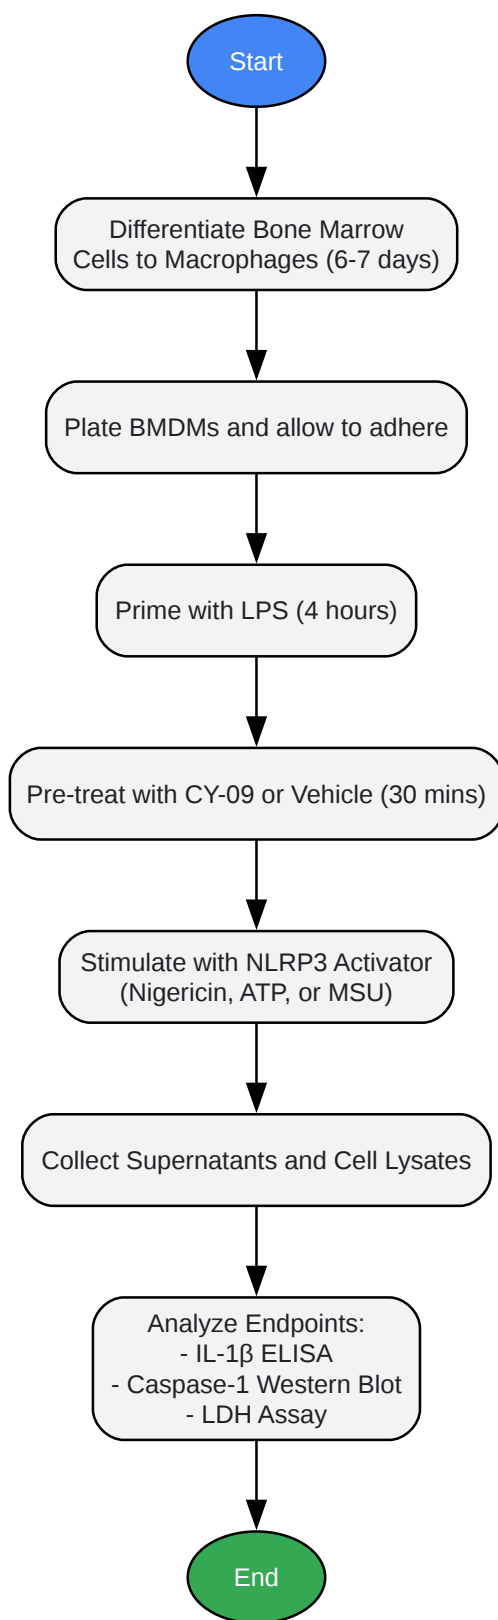 Start
Differentiate Bone Marrow
Cells to Macrophages (6-7 days)
Plate BMDMs and allow to adhere
Prime with LPS (4 hours)
Pre-treat with CY-09 or Vehicle (30 mins)
Stimulate with NLRP3 Activator
(Nigericin, ATP, or MSU)
Collect Supernatants and Cell Lysates
Analyze Endpoints:
- IL-1β ELISA
- Caspase-1 Western Blot
- LDH Assay
End